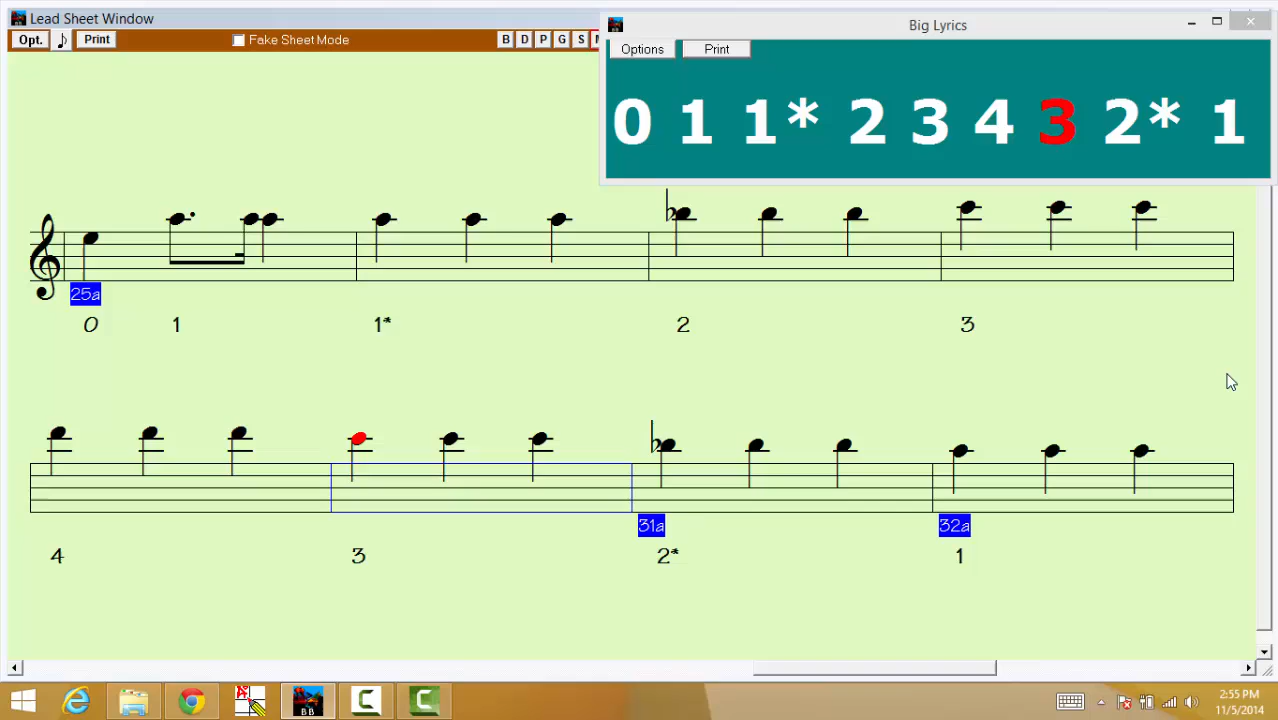 Lead Sheet Window
Big Lyrics
Opt. Print Fake Sheet Mode B D P G S
Options Print
0 1 1* 2 3 4 3 2* 1
25a
0 1 1* 2 3
31a 32a
4 3 2* 1
BB
2:55 PM
11/5/2014